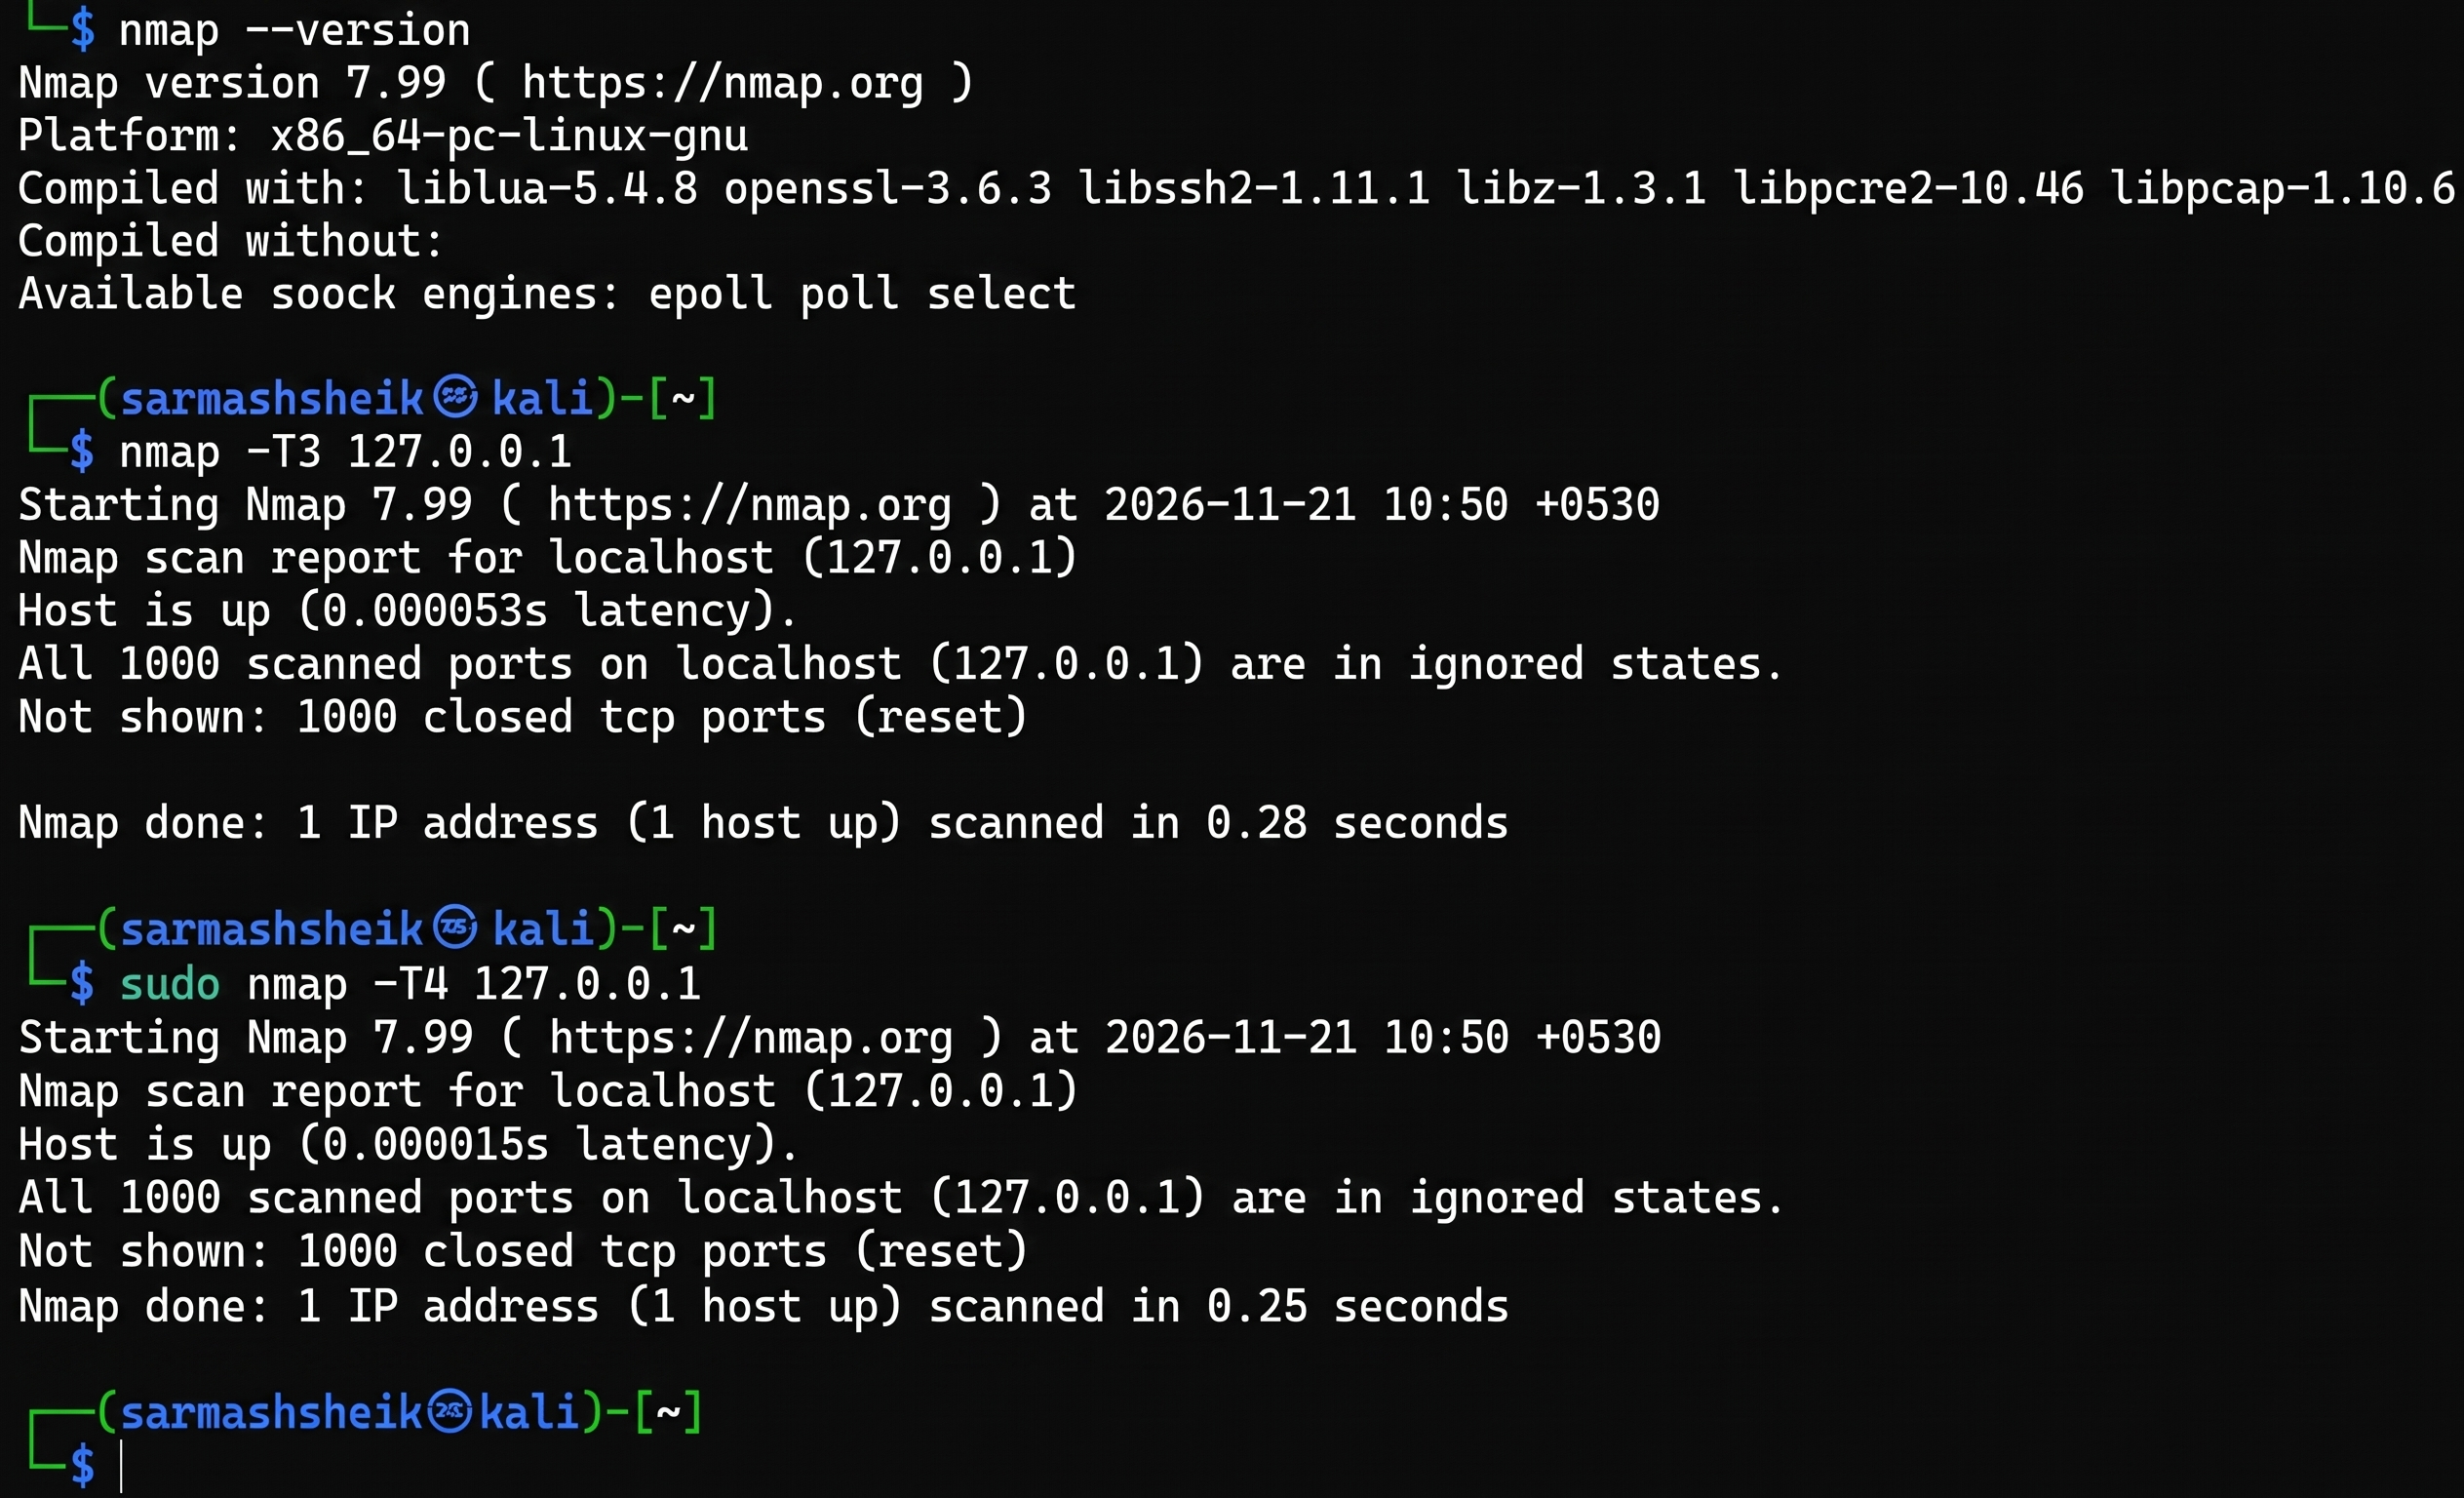 └─$ nmap --version
Nmap version 7.99 ( https://nmap.org )
Platform: x86_64-pc-linux-gnu
Compiled with: liblua-5.4.8 openssl-3.6.3 libssh2-1.11.1 libz-1.3.1 libpcre2-10.46 libpcap-1.10.6
Compiled without:
Available soock engines: epoll poll select
┌──(sarmashsheik㉿kali)-[~]
└─$ nmap -T3 127.0.0.1
Starting Nmap 7.99 ( https://nmap.org ) at 2026-11-21 10:50 +0530
Nmap scan report for localhost (127.0.0.1)
Host is up (0.000053s latency).
All 1000 scanned ports on localhost (127.0.0.1) are in ignored states.
Not shown: 1000 closed tcp ports (reset)
Nmap done: 1 IP address (1 host up) scanned in 0.28 seconds
┌──(sarmashsheik㉿kali)-[~]
└─$ sudo nmap -T4 127.0.0.1
Starting Nmap 7.99 ( https://nmap.org ) at 2026-11-21 10:50 +0530
Nmap scan report for localhost (127.0.0.1)
Host is up (0.000015s latency).
All 1000 scanned ports on localhost (127.0.0.1) are in ignored states.
Not shown: 1000 closed tcp ports (reset)
Nmap done: 1 IP address (1 host up) scanned in 0.25 seconds
┌──(sarmashsheik㉿kali)-[~]
└─$